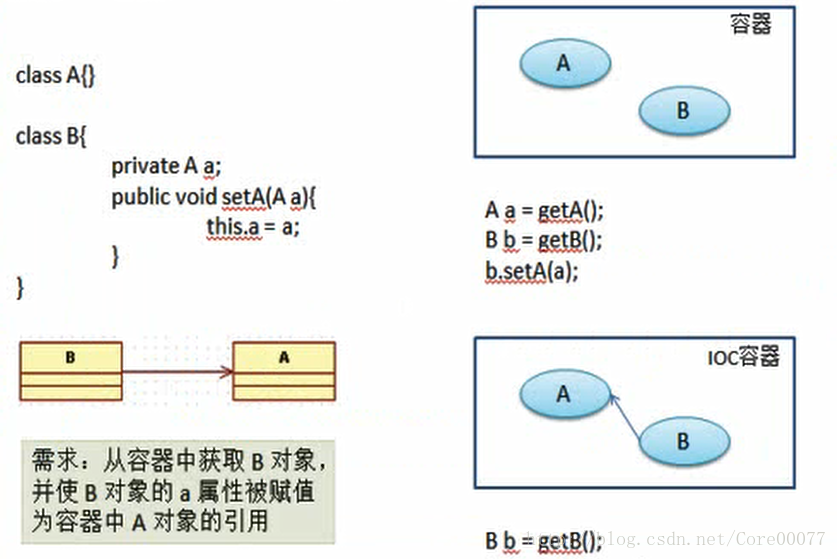 class A{}
class B{
private A a;
public void setA(A a){
this.a = a;
}
}
B
A
需求：从容器中获取 B 对象，
并使 B 对象的 a 属性被赋值
为容器中 A 对象的引用
容器
A
B
A a = getA();
B b = getB();
b.setA(a);
IOC容器
A
B
B b = getB();
blog.csdn.net/Core00077